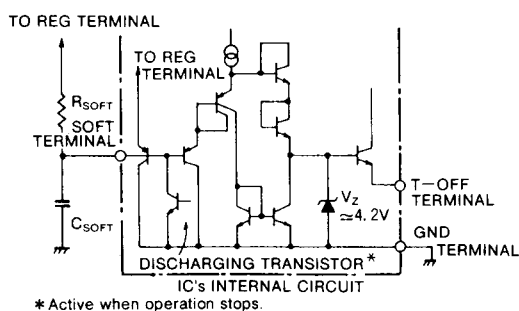 TO REG TERMINAL
TO REG
TERMINAL
RSOFT
SOFT
TERMINAL
CSOFT
VZ
≃4.2V
T-OFF
TERMINAL
GND
TERMINAL
DISCHARGING TRANSISTOR*
IC's INTERNAL CIRCUIT
*Active when operation stops.